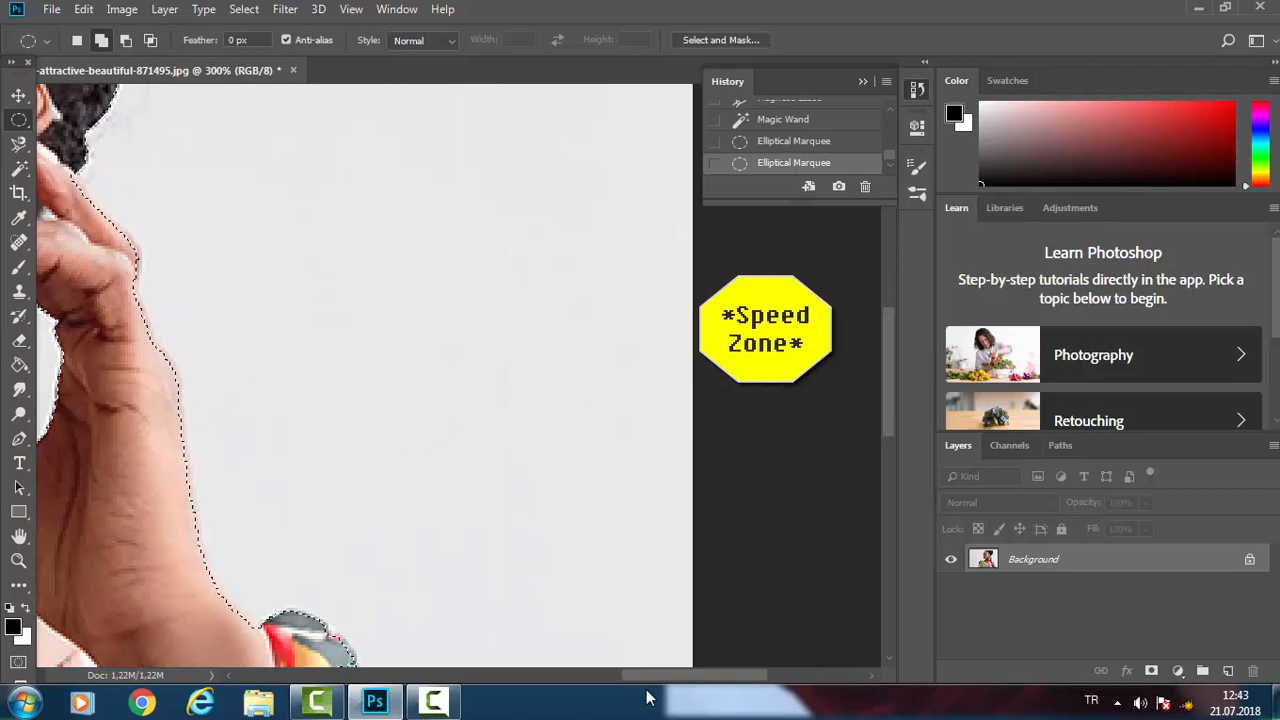 Ps File Edit Image Layer Type Select Filter 3D View Window Help
Feather: 0 px Anti-alias Style: Normal Width: Height: Select and Mask...
-attractive-beautiful-871495.jpg @ 300% (RGB/8) *
History
Magic Wand
Elliptical Marquee
Elliptical Marquee
*Speed
Zone*
Color Swatches
Learn Libraries Adjustments
Learn Photoshop
Step-by-step tutorials directly in the app. Pick a
topic below to begin.
Photography
Retouching
Layers Channels Paths
Kind
Normal Opacity: 100%
Lock: Fill: 100%
Background
Doc: 1,22M/1,22M
Ps
TR
12:43
21.07.2018